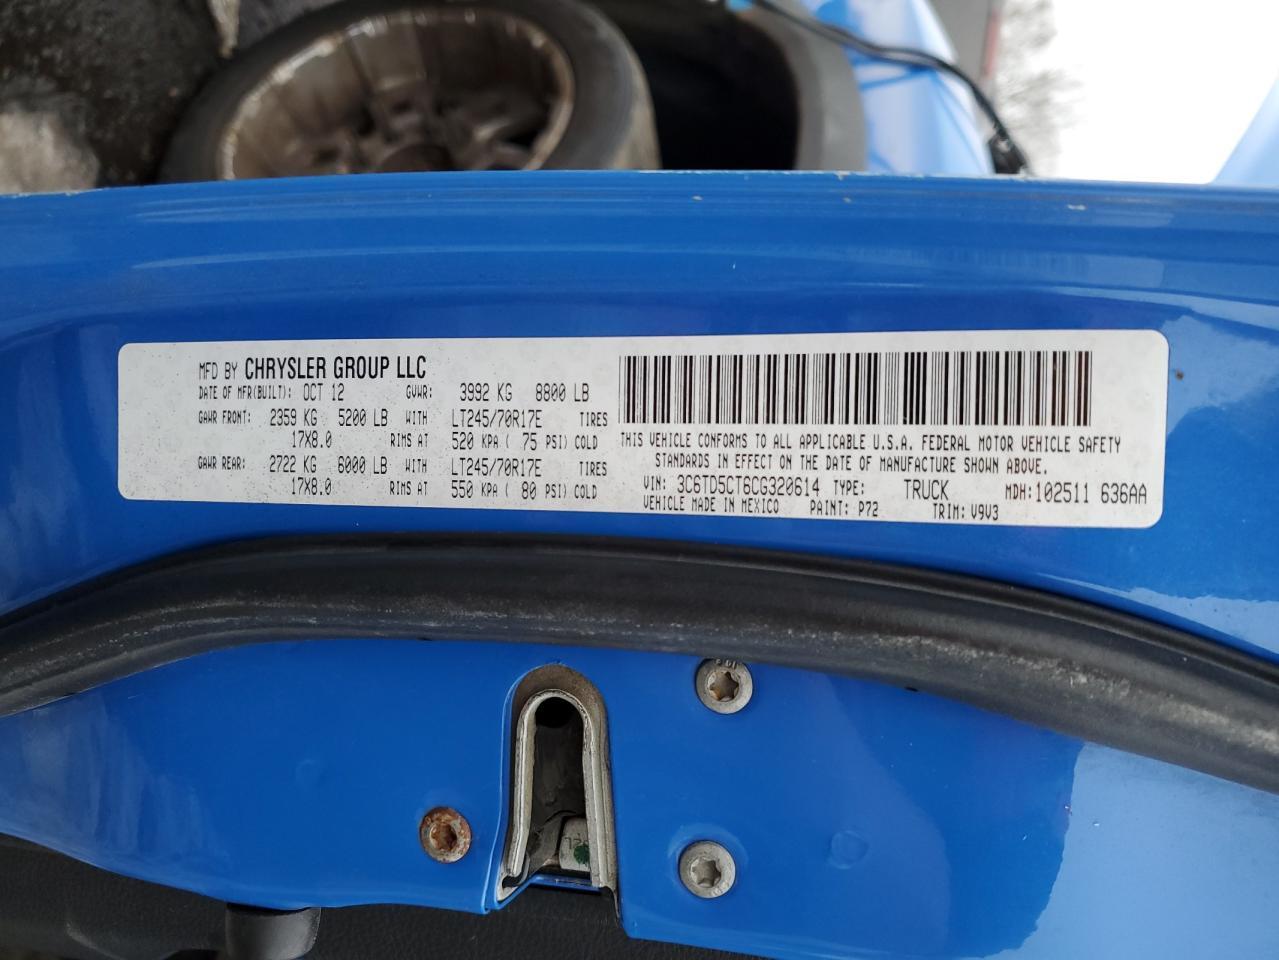 MFD BY CHRYSLER GROUP LLC
DATE OF MFR(BUILT): OCT 12 GVWR: 3992 KG 8800 LB
GAWR FRONT: 2359 KG 5200 LB WITH LT245/70R17E TIRES
17X8.0 RIMS AT 520 KPA ( 75 PSI) COLD
GAWR REAR: 2722 KG 6000 LB WITH LT245/70R17E TIRES
17X8.0 RIMS AT 550 KPA ( 80 PSI) COLD
THIS VEHICLE CONFORMS TO ALL APPLICABLE U.S.A. FEDERAL MOTOR VEHICLE SAFETY
STANDARDS IN EFFECT ON THE DATE OF MANUFACTURE SHOWN ABOVE.
VIN: 3C6TD5CT6CG320614 TYPE: TRUCK MDH: 102511 636AA
VEHICLE MADE IN MEXICO PAINT: P72 TRIM: V9V3